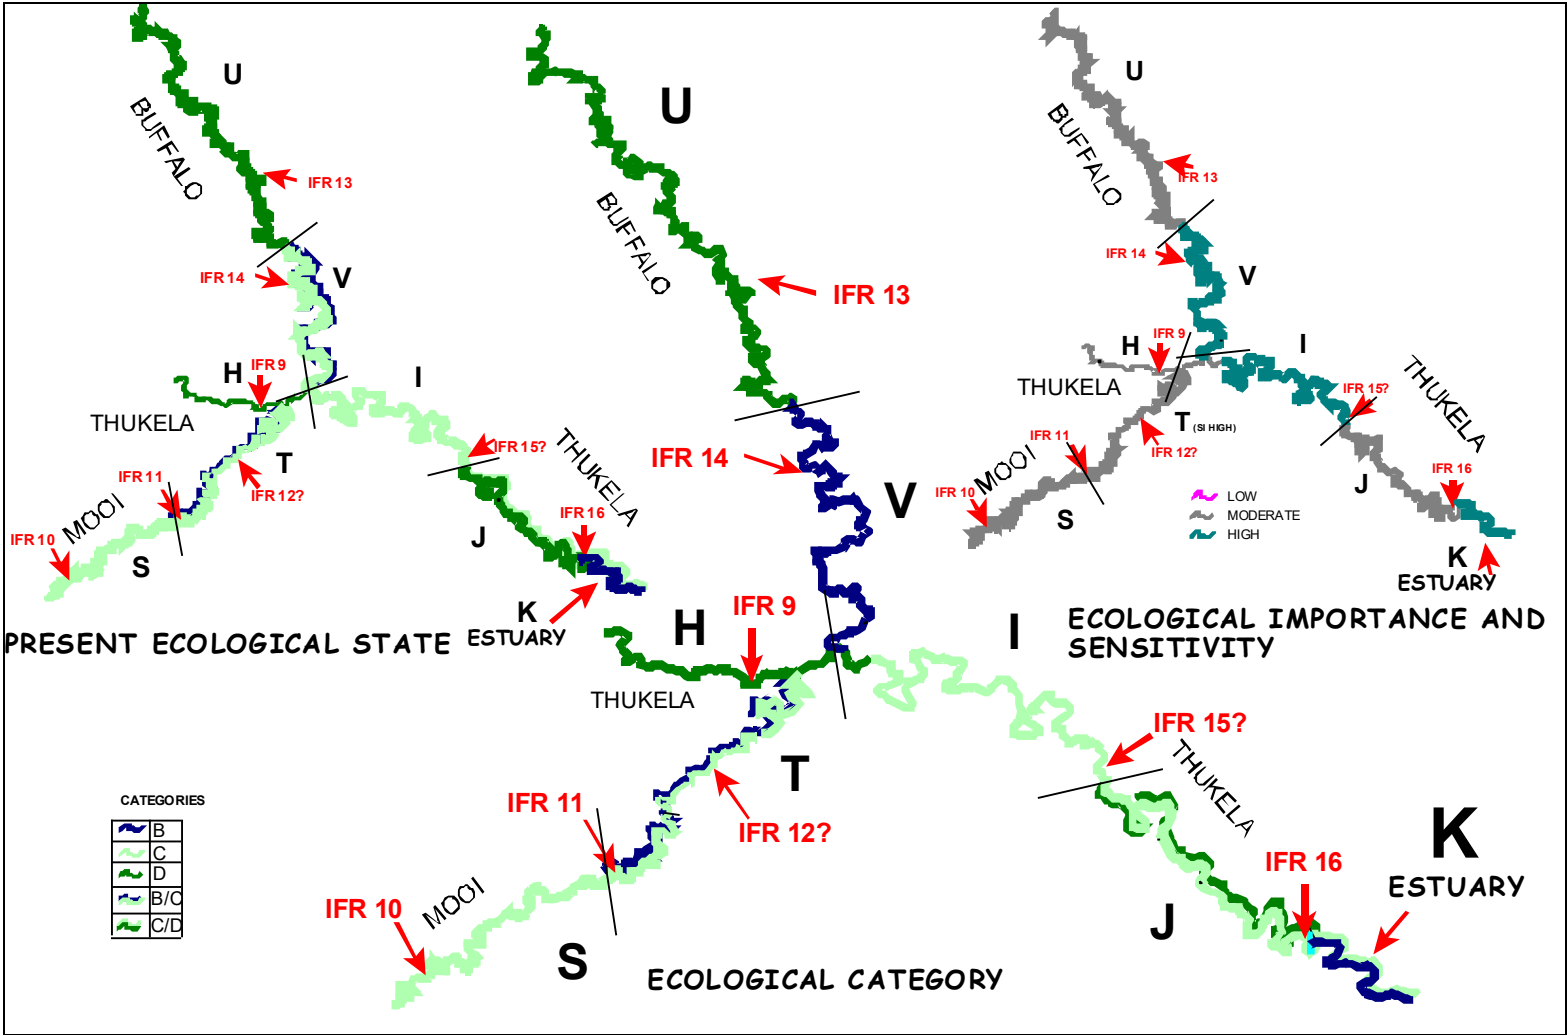 U
BUFFALO
IFR 13
IFR 14
V
H
IFR 9
I
THUKELA
IFR 15?
THUKELA
T
IFR 11
IFR 12?
MOOI
IFR 10
S
J
IFR 16
K
ESTUARY
PRESENT ECOLOGICAL STATE
U
BUFFALO
IFR 13
IFR 14
V
H
IFR 9
I
THUKELA
IFR 15?
THUKELA
T
IFR 11
IFR 12?
MOOI
IFR 10
S
J
IFR 16
K
ESTUARY
ECOLOGICAL CATEGORY
U
BUFFALO
IFR 13
IFR 14
V
H
IFR 9
I
THUKELA
IFR 15?
THUKELA
T (SI HIGH)
IFR 11
IFR 12?
MOOI
IFR 10
S
J
IFR 16
K
ESTUARY
LOW
MODERATE
HIGH
ECOLOGICAL IMPORTANCE AND
SENSITIVITY
CATEGORIES
B
C
D
B/C
C/D